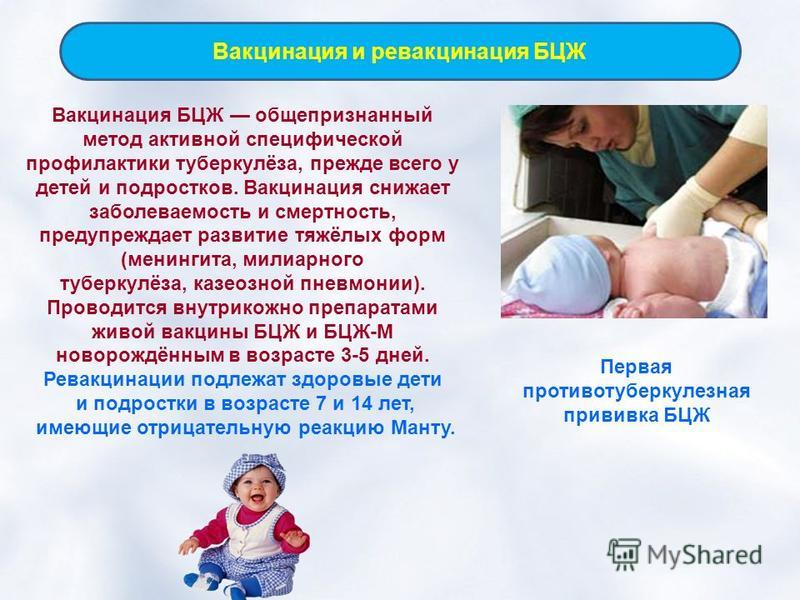 Вакцинация и ревакцинация БЦЖ
Вакцинация БЦЖ — общепризнанный
метод активной специфической
профилактики туберкулёза, прежде всего у
детей и подростков. Вакцинация снижает
заболеваемость и смертность,
предупреждает развитие тяжёлых форм
(менингита, милиарного
туберкулёза, казеозной пневмонии).
Проводится внутрикожно препаратами
живой вакцины БЦЖ и БЦЖ-М
новорождённым в возрасте 3-5 дней.
Ревакцинации подлежат здоровые дети
и подростки в возрасте 7 и 14 лет,
имеющие отрицательную реакцию Манту.
Первая
противотуберкулезная
прививка БЦЖ
MyShared